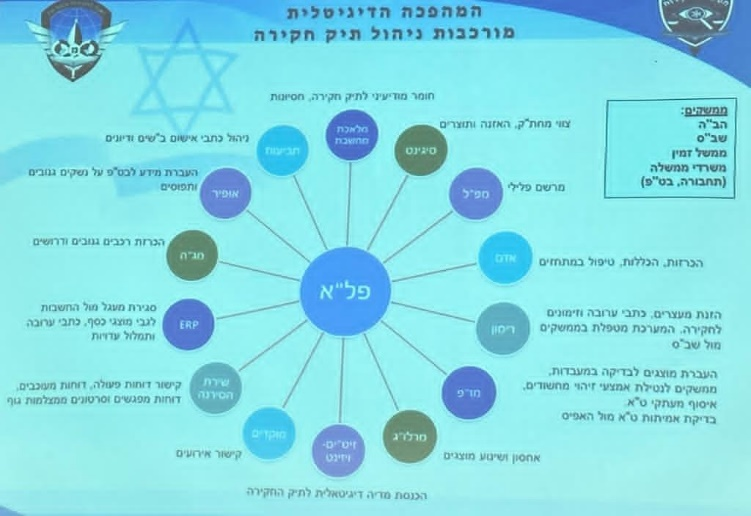 המהפכה הדיגיטלית
מורכבות ניהול תיק חקירה
ממשקים:
הב"ה
שב"ס
ממשל זמין
משרדי ממשלה
(תחבורה, בט"פ)
פל"א
חומר מודיעיני לתיק חקירה, חסיונות
מלאכת
מחשבת
צווי מחת"ק, האזנה ותוצרים
סיגינט
מרשם פלילי
מפ"ל
הכרזות, הכללות, טיפול במתחזים
אדם
הזנת מעצרים, כתבי ערובה וזימונים
לחקירה. המערכת מטפלת בממשקים
מול שב"ס
רימון
העברת מוצגים לבדיקה במעבדות,
ממשקים לנטילת אמצעי זיהוי מחשודים,
איסוף מעתקי ט"א.
בדיקת אמיתות ט"א מול האפיס
מז"פ
אחסון ושינוע מוצגים
מרלו"ג
זיט"ים-
ויזינט
הכנסת מדיה דיגיטאלית לתיק החקירה
מוקדים
קישור אירועים
שירת
הסירנה
קישור דוחות פעולה, דוחות מעוכבים,
דוחות מפגשים וסרטונים ממצלמות גוף
ERP
סגירת מעגל מול החשבות
לגבי מוצגי כסף, כתבי ערובה
ותמלול עדויות
מג"ה
הכרזת רכבים גנובים ודרושים
אופיר
העברת מידע לבט"פ על נשקים גנובים
ותפוסים
תביעות
ניהול כתבי אישום ב"שים ודיונים